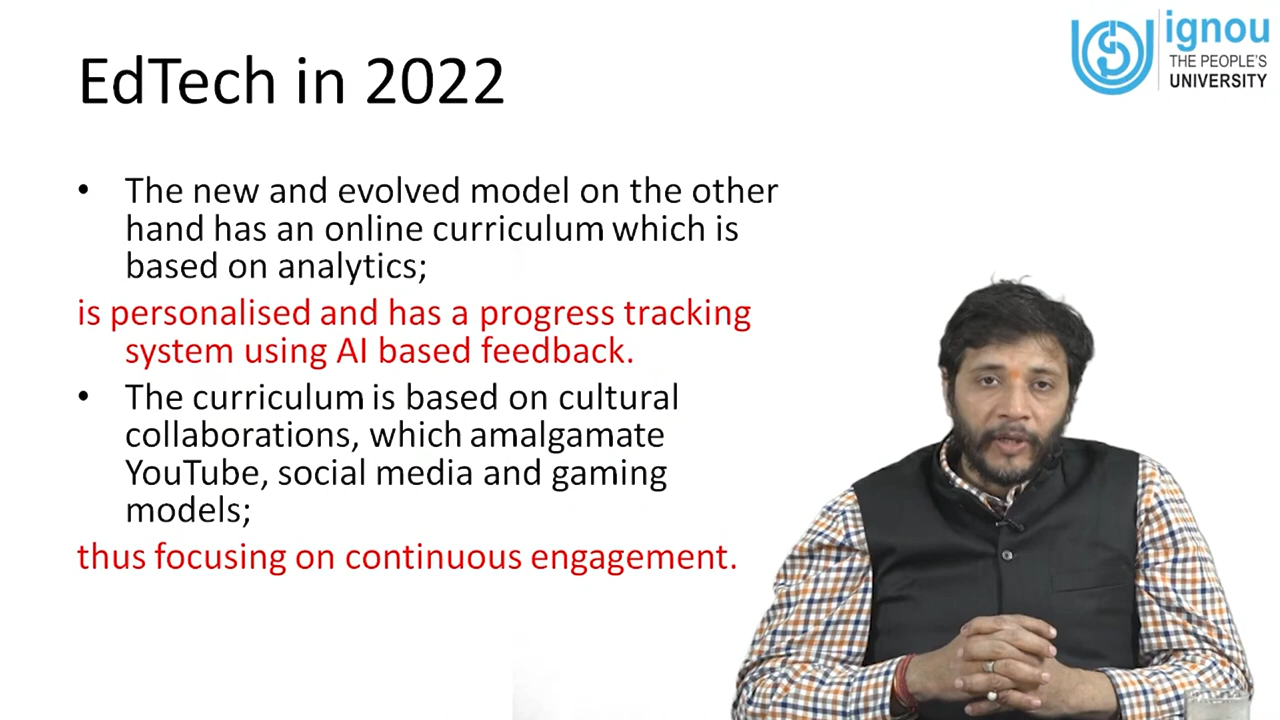 EdTech in 2022
ignou
THE PEOPLE'S
UNIVERSITY
• The new and evolved model on the other
hand has an online curriculum which is
based on analytics;
is personalised and has a progress tracking
system using AI based feedback.
• The curriculum is based on cultural
collaborations, which amalgamate
YouTube, social media and gaming
models;
thus focusing on continuous engagement.